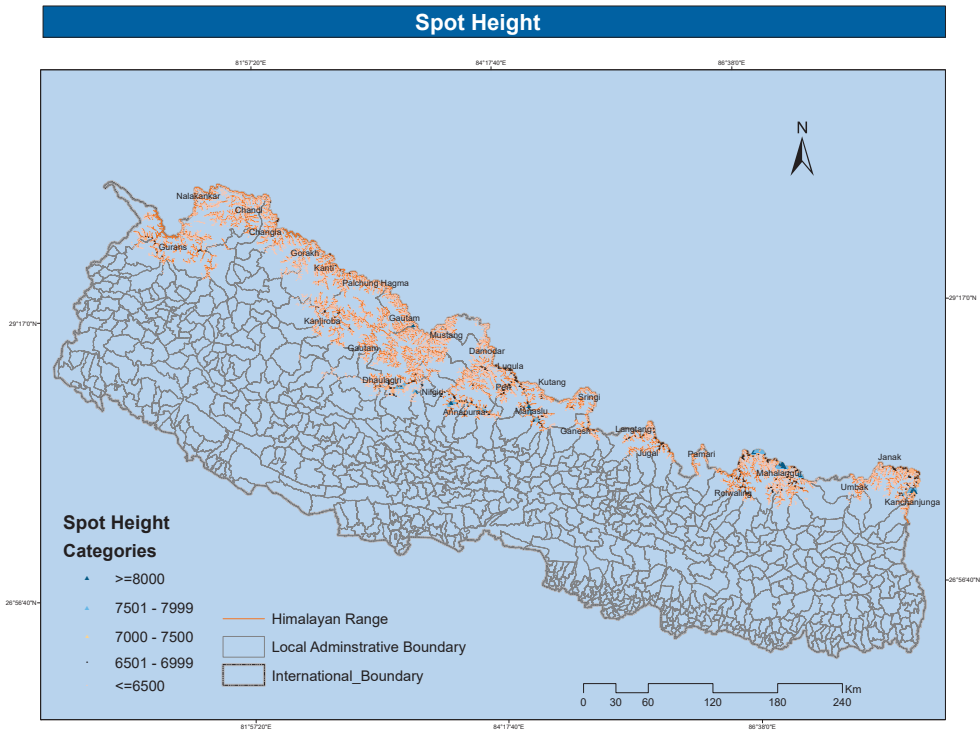 Spot Height
81°57'20"E
84°17'40"E
86°38'0"E
N
Nalakankar
Chandi
Changla
Gurans
Gorakh
Kanti
Palchung Hagma
29°17'0"N
29°17'0"N
Kanjiroba
Gautam
Mustang
Gautam
Damodar
Lugula
Dhaulagiri
Nilgiri
Peri
Kutang
Sringi
Annapurna
Manaslu
Ganesh
Langtang
Jugal
Pamari
Mahalangur
Rolwaling
Janak
Umbak
Kanchanjunga
Spot Height
Categories
>=8000
7501 - 7999
7000 - 7500
6501 - 6999
<=6500
Himalayan Range
Local Adminstrative Boundary
International_Boundary
26°56'40"N
26°56'40"N
Km
0 30 60 120 180 240
81°57'20"E
84°17'40"E
86°38'0"E